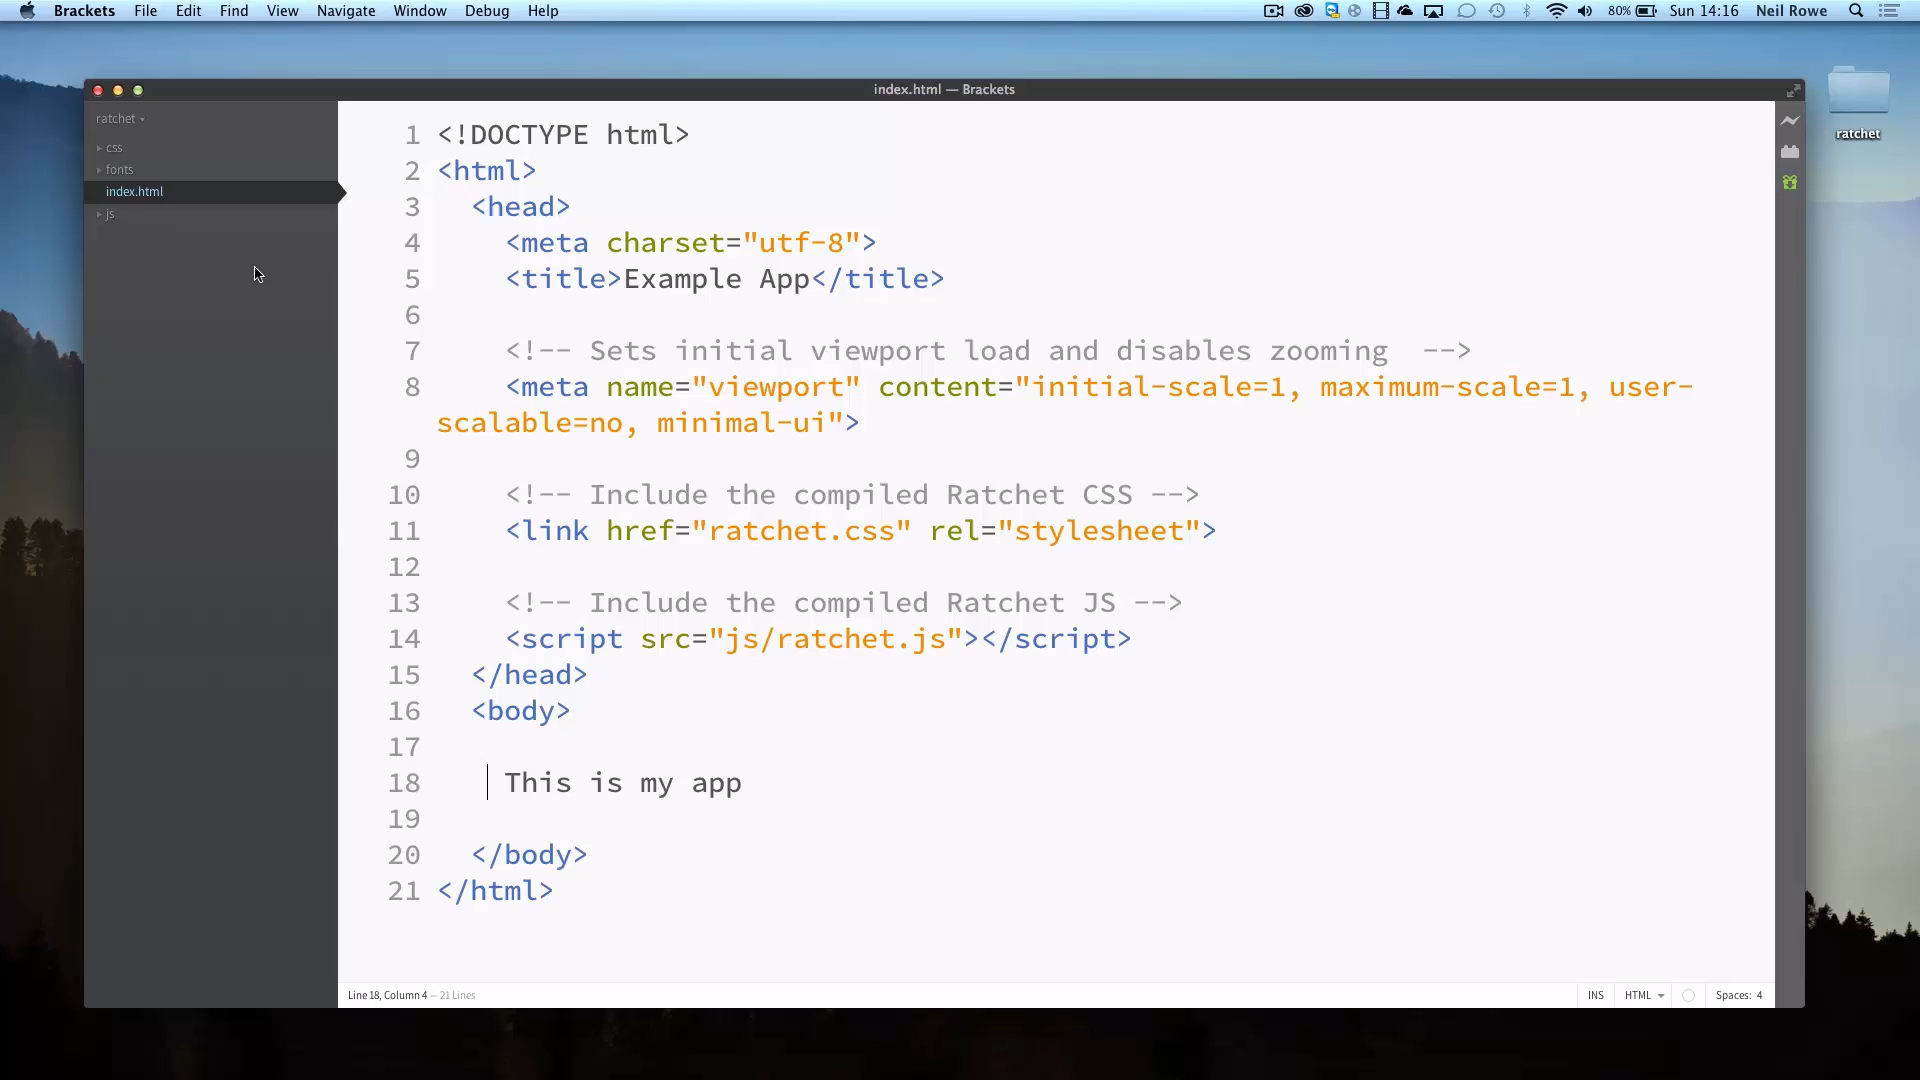 Brackets File Edit Find View Navigate Window Debug Help 80% Sun 14:16 Neil Rowe
index.html — Brackets
ratchet
css
fonts
index.html
js
1 <!DOCTYPE html>
2 <html>
3 <head>
4 <meta charset="utf-8">
5 <title>Example App</title>
6
7 <!-- Sets initial viewport load and disables zooming  -->
8 <meta name="viewport" content="initial-scale=1, maximum-scale=1, user-
scalable=no, minimal-ui">
9
10 <!-- Include the compiled Ratchet CSS -->
11 <link href="ratchet.css" rel="stylesheet">
12
13 <!-- Include the compiled Ratchet JS -->
14 <script src="js/ratchet.js"></script>
15 </head>
16 <body>
17
18 This is my app
19
20 </body>
21 </html>
Line 18, Column 4 — 21 Lines INS HTML Spaces: 4
ratchet